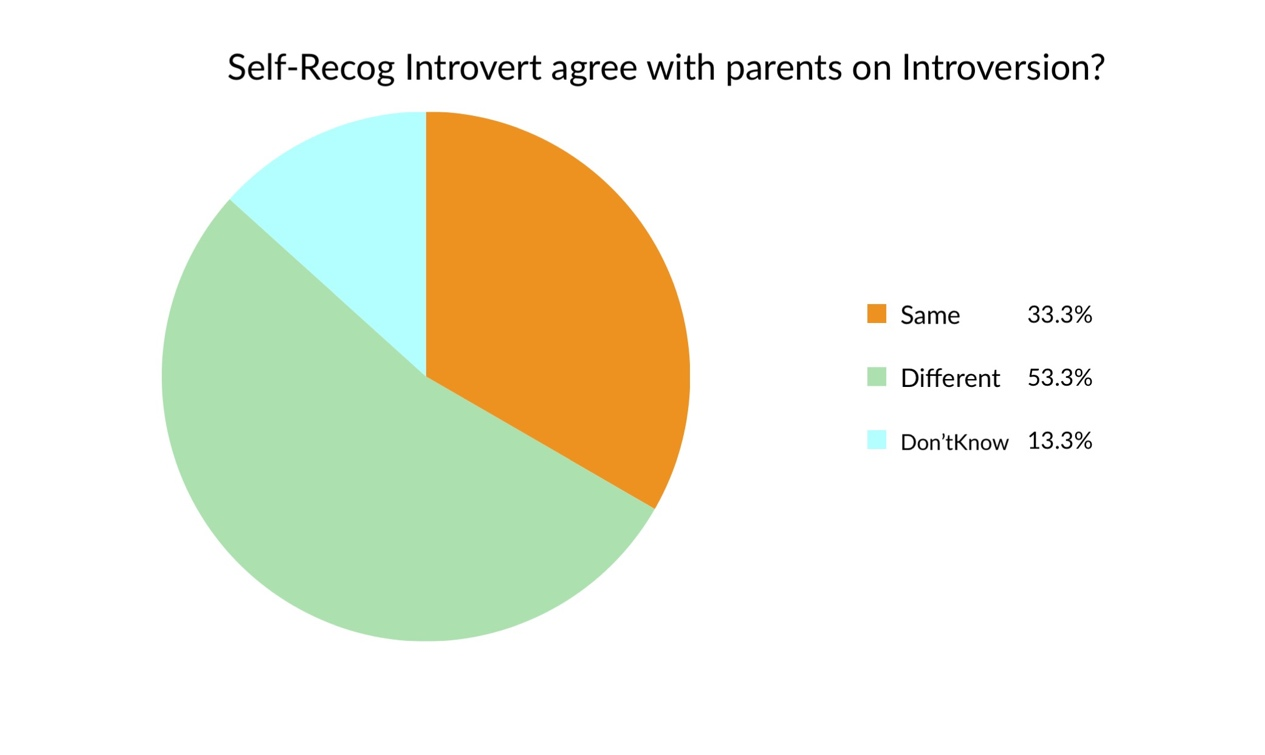 Self-Recog Introvert agree with parents on Introversion?
Same 33.3%
Different 53.3%
Don’tKnow 13.3%